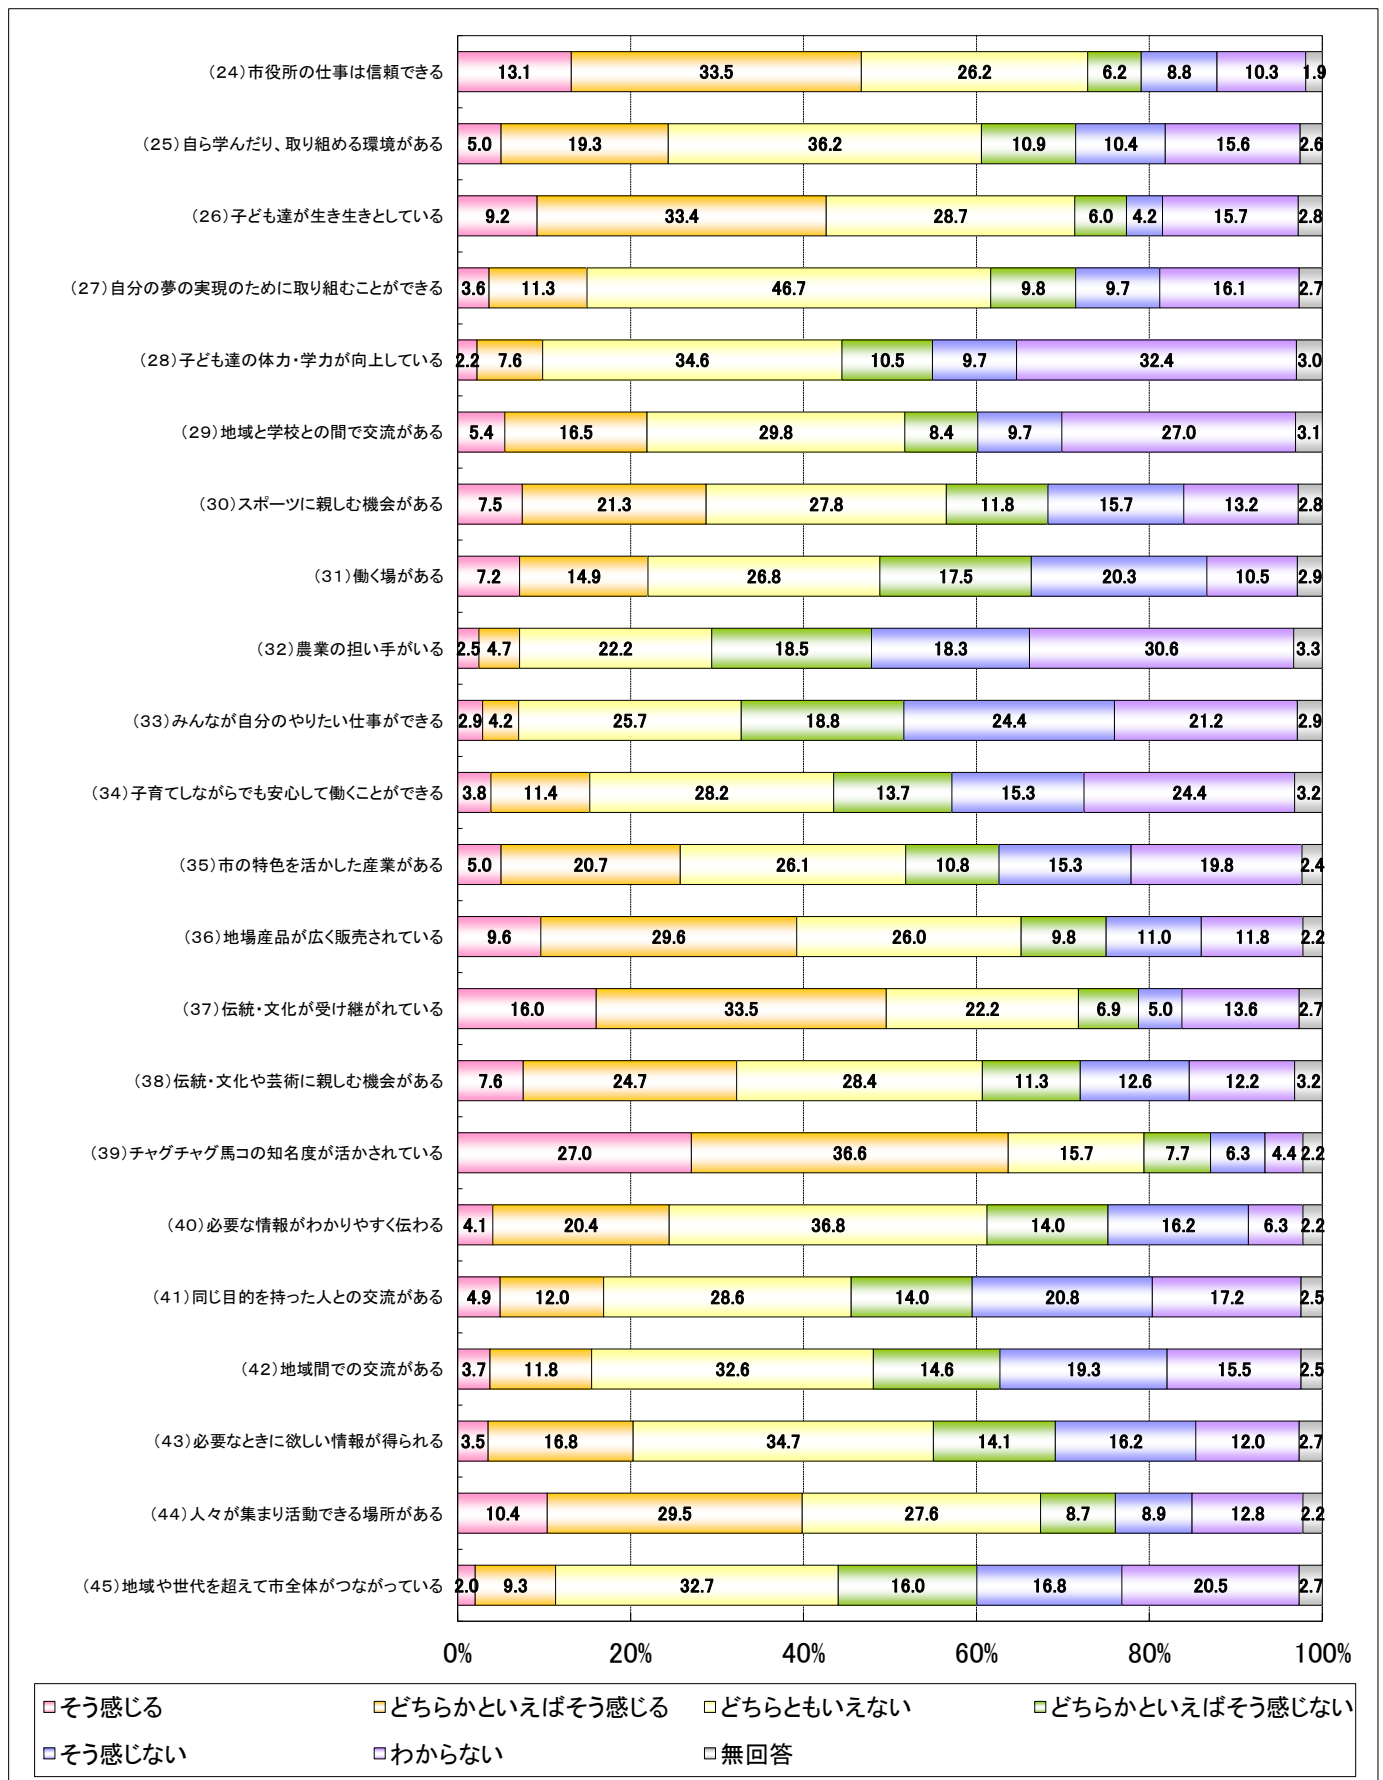 (24)市役所の仕事は信頼できる 13.1 33.5 26.2 6.2 8.8 10.3 1.9
(25)自ら学んだり、取り組める環境がある 5.0 19.3 36.2 10.9 10.4 15.6 2.6
(26)子ども達が生き生きとしている 9.2 33.4 28.7 6.0 4.2 15.7 2.8
(27)自分の夢の実現のために取り組むことができる 3.6 11.3 46.7 9.8 9.7 16.1 2.7
(28)子ども達の体力・学力が向上している 2.2 7.6 34.6 10.5 9.7 32.4 3.0
(29)地域と学校との間で交流がある 5.4 16.5 29.8 8.4 9.7 27.0 3.1
(30)スポーツに親しむ機会がある 7.5 21.3 27.8 11.8 15.7 13.2 2.8
(31)働く場がある 7.2 14.9 26.8 17.5 20.3 10.5 2.9
(32)農業の担い手がいる 2.5 4.7 22.2 18.5 18.3 30.6 3.3
(33)みんなが自分のやりたい仕事ができる 2.9 4.2 25.7 18.8 24.4 21.2 2.9
(34)子育てしながらでも安心して働くことができる 3.8 11.4 28.2 13.7 15.3 24.4 3.2
(35)市の特色を活かした産業がある 5.0 20.7 26.1 10.8 15.3 19.8 2.4
(36)地場産品が広く販売されている 9.6 29.6 26.0 9.8 11.0 11.8 2.2
(37)伝統・文化が受け継がれている 16.0 33.5 22.2 6.9 5.0 13.6 2.7
(38)伝統・文化や芸術に親しむ機会がある 7.6 24.7 28.4 11.3 12.6 12.2 3.2
(39)チャグチャグ馬コの知名度が活かされている 27.0 36.6 15.7 7.7 6.3 4.4 2.2
(40)必要な情報がわかりやすく伝わる 4.1 20.4 36.8 14.0 16.2 6.3 2.2
(41)同じ目的を持った人との交流がある 4.9 12.0 28.6 14.0 20.8 17.2 2.5
(42)地域間での交流がある 3.7 11.8 32.6 14.6 19.3 15.5 2.5
(43)必要なときに欲しい情報が得られる 3.5 16.8 34.7 14.1 16.2 12.0 2.7
(44)人々が集まり活動できる場所がある 10.4 29.5 27.6 8.7 8.9 12.8 2.2
(45)地域や世代を超えて市全体がつながっている 2.0 9.3 32.7 16.0 16.8 20.5 2.7
0% 20% 40% 60% 80% 100%
そう感じる どちらかといえばそう感じる どちらともいえない どちらかといえばそう感じない
そう感じない わからない 無回答